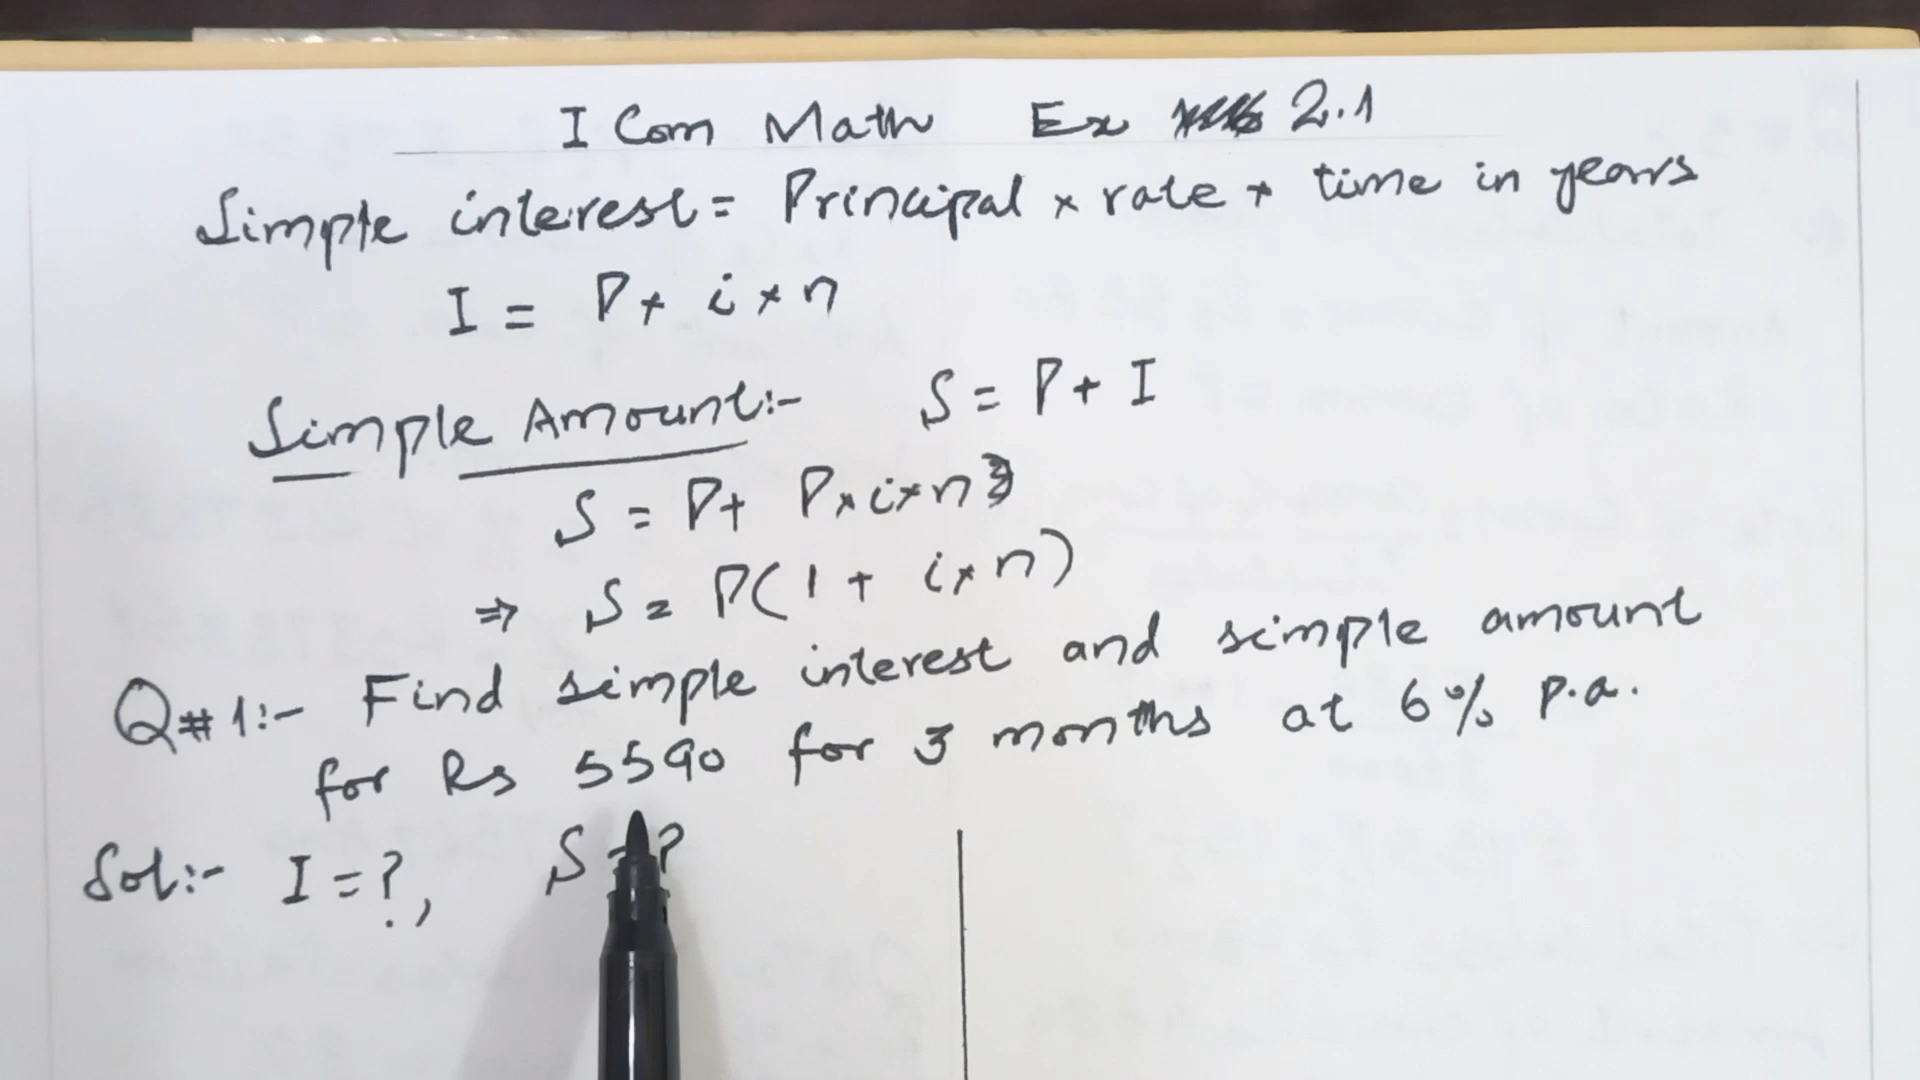 I Com Math Ex 2.1
Simple interest = Principal × rate × time in years
I = P × i × n
Simple Amount:- S = P + I
S = P + P × i × n
⇒ S = P(1 + i × n)
Q#1:- Find simple interest and simple amount
for Rs 5590 for 3 months at 6% p.a.
Sol:- I = ?, S = ?